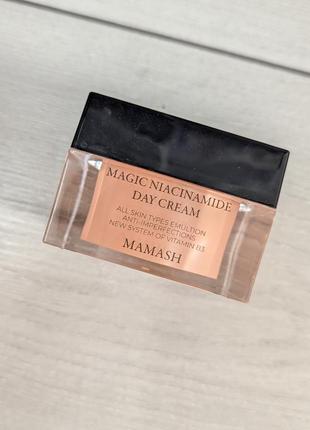 MAGIC NIACINAMIDE
DAY CREAM
ALL SKIN TYPES EMULTION
ANTI-IMPERFECTIONS
NEW SYSTEM OF VITAMIN B3
MAMASH